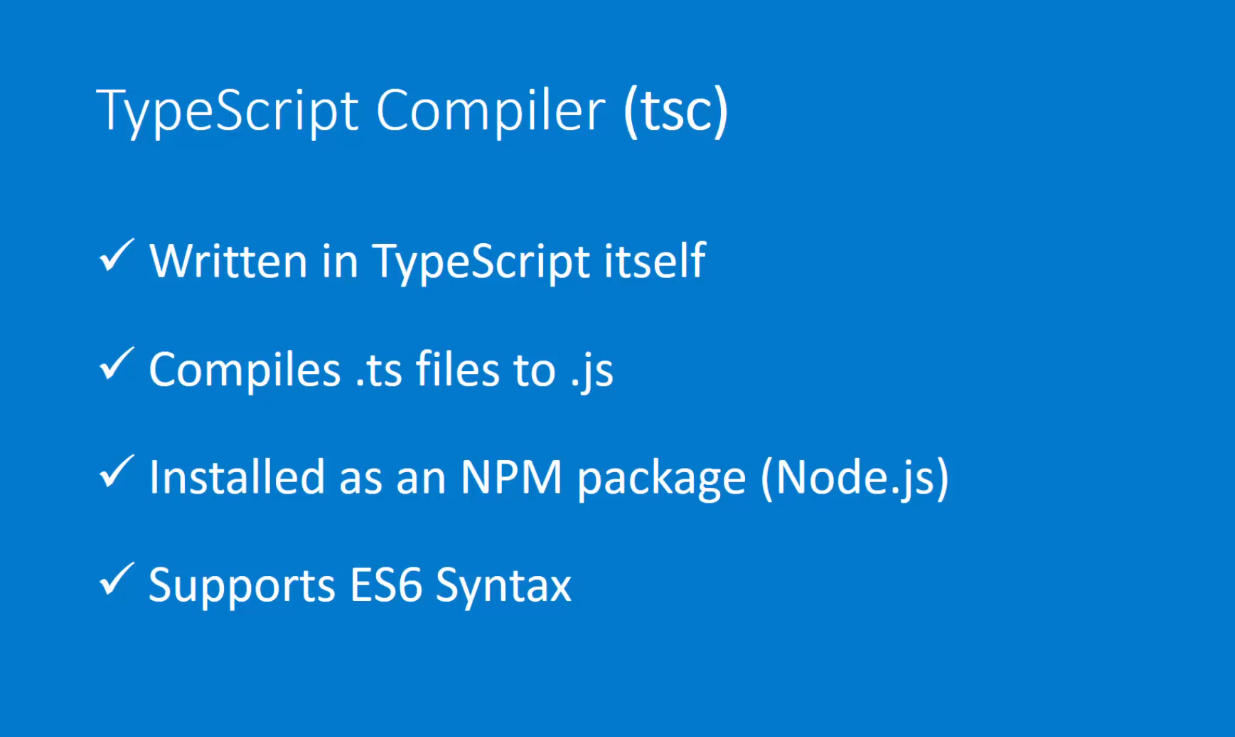 TypeScript Compiler (tsc)
✓ Written in TypeScript itself
✓ Compiles .ts files to .js
✓ Installed as an NPM package (Node.js)
✓ Supports ES6 Syntax